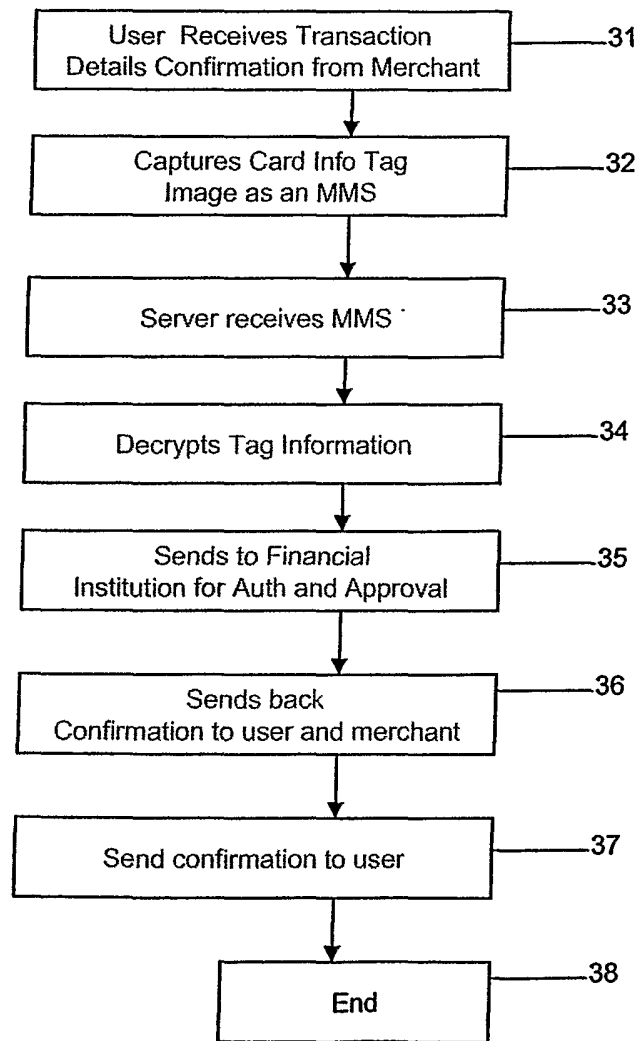 User Receives Transaction
Details Confirmation from Merchant
31
Captures Card Info Tag
Image as an MMS
32
Server receives MMS
33
Decrypts Tag Information
34
Sends to Financial
Institution for Auth and Approval
35
Sends back
Confirmation to user and merchant
36
Send confirmation to user
37
End
38